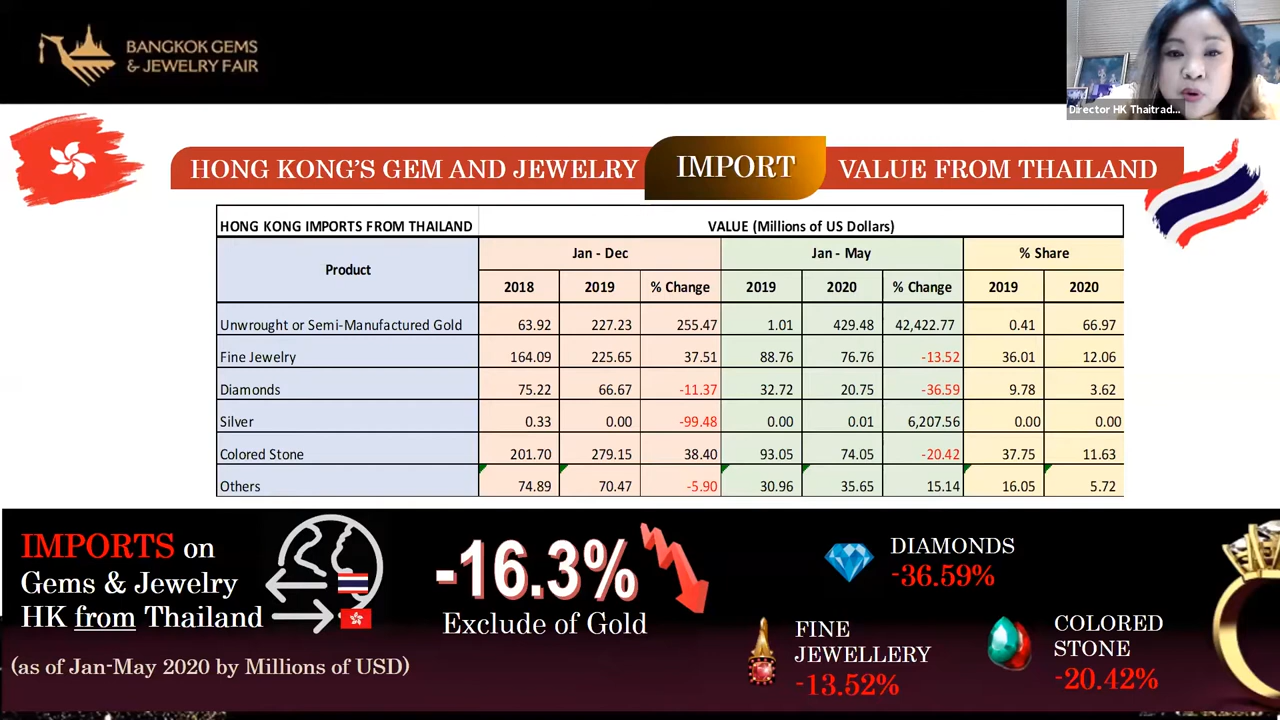 BANGKOK GEMS
& JEWELRY FAIR
Director HK Thaitrad...
HONG KONG'S GEM AND JEWELRY IMPORT VALUE FROM THAILAND
HONG KONG IMPORTS FROM THAILAND VALUE (Millions of US Dollars)
Product Jan - Dec Jan - May % Share
2018 2019 % Change 2019 2020 % Change 2019 2020
Unwrought or Semi-Manufactured Gold 63.92 227.23 255.47 1.01 429.48 42,422.77 0.41 66.97
Fine Jewelry 164.09 225.65 37.51 88.76 76.76 -13.52 36.01 12.06
Diamonds 75.22 66.67 -11.37 32.72 20.75 -36.59 9.78 3.62
Silver 0.33 0.00 -99.48 0.00 0.01 6,207.56 0.00 0.00
Colored Stone 201.70 279.15 38.40 93.05 74.05 -20.42 37.75 11.63
Others 74.89 70.47 -5.90 30.96 35.65 15.14 16.05 5.72
IMPORTS on
Gems & Jewelry
HK from Thailand
(as of Jan-May 2020 by Millions of USD)
-16.3%
Exclude of Gold
DIAMONDS
-36.59%
FINE
JEWELLERY
-13.52%
COLORED
STONE
-20.42%